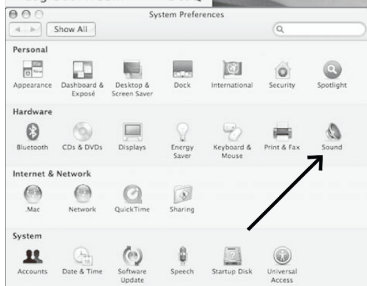 System Preferences
Show All
Personal
Appearance Dashboard & Exposé Desktop & Screen Saver Dock International Security Spotlight
Hardware
Bluetooth CDs & DVDs Displays Energy Saver Keyboard & Mouse Print & Fax Sound
Internet & Network
.Mac Network QuickTime Sharing
System
Accounts Date & Time Software Update Speech Startup Disk Universal Access